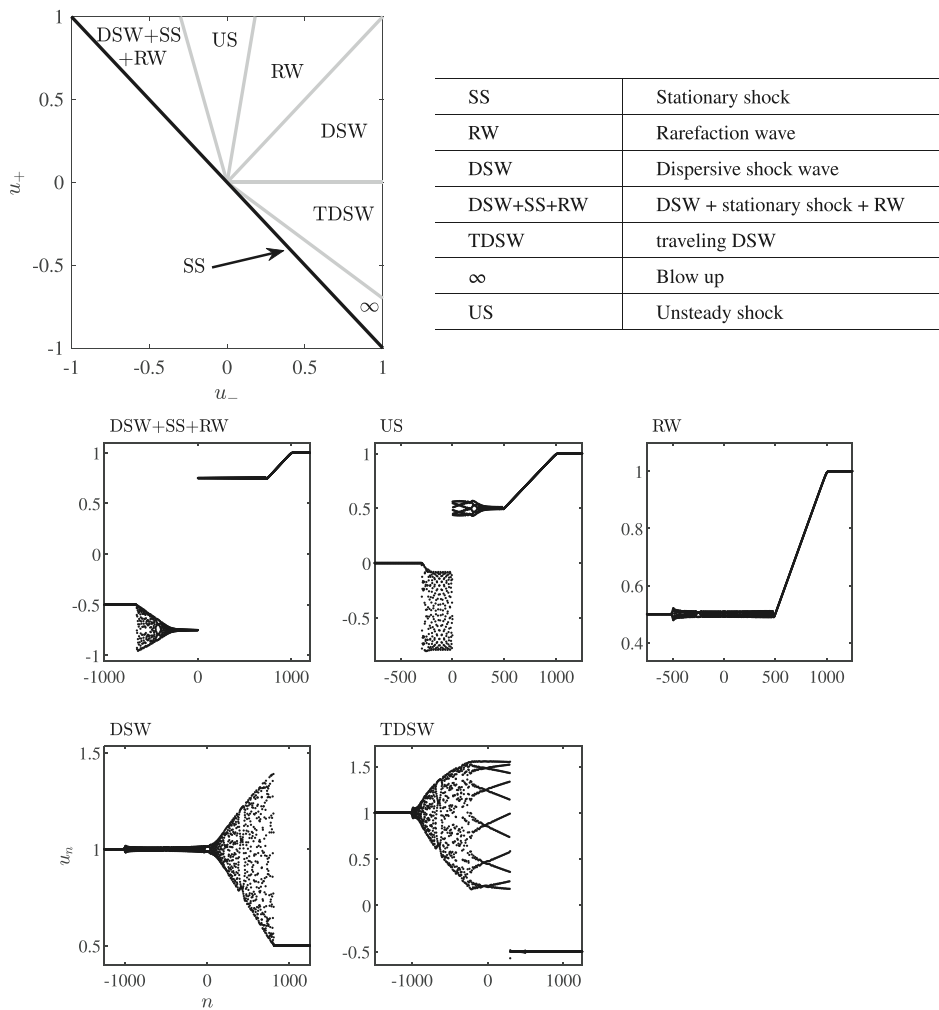 1
0.5
0
-0.5
-1
u₊
-1
-0.5
0
0.5
1
u₋
DSW+SS
+RW
US
RW
DSW
TDSW
SS
∞
SS Stationary shock
RW Rarefaction wave
DSW Dispersive shock wave
DSW+SS+RW DSW + stationary shock + RW
TDSW traveling DSW
∞ Blow up
US Unsteady shock
DSW+SS+RW
1
0.5
0
-0.5
-1
-1000 0 1000
US
1
0.5
0
-0.5
-500 0 500 1000
RW
1
0.8
0.6
0.4
-500 0 500 1000
DSW
1.5
1
0.5
uₙ
-1000 0 1000
n
TDSW
1.5
1
0.5
0
-0.5
-1000 0 1000